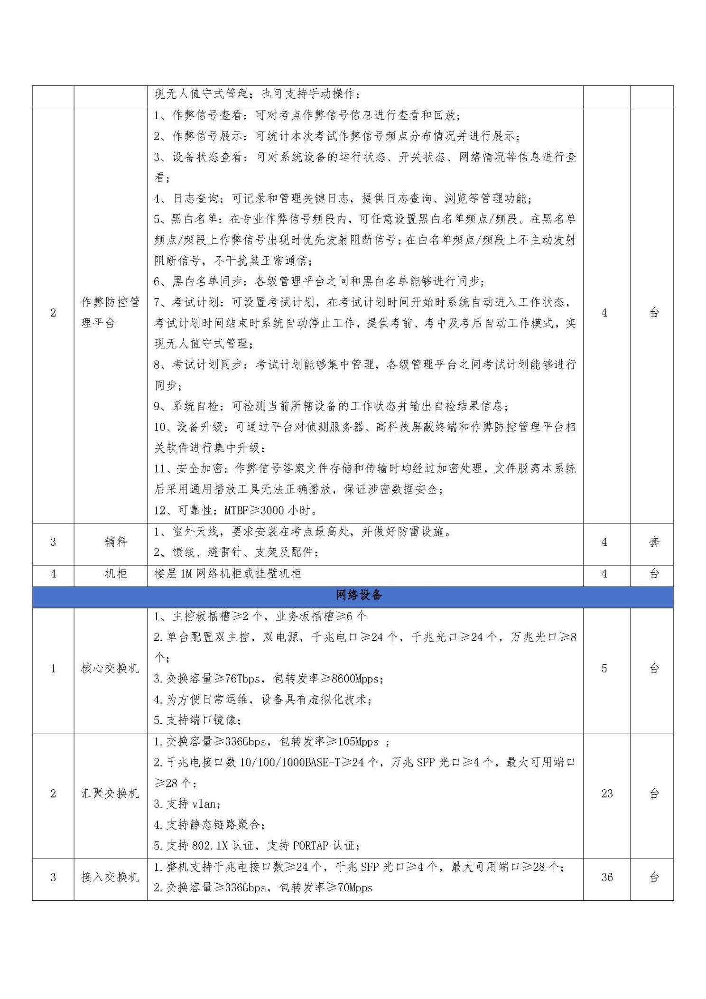 现无人值守式管理；也可支持手动操作；
1、作弊信号查看：可对考点作弊信号信息进行查看和回放；
2、作弊信号展示：可统计本次考试作弊信号频点分布情况并进行展示；
3、设备状态查看：可对系统设备的运行状态、开关状态、网络情况等信息进行查
看；
4、日志查询：可记录和管理关键日志，提供日志查询、浏览等管理功能；
5、黑白名单：在专业作弊信号频段内，可任意设置黑白名单频点/频段。在黑名单
频点/频段上作弊信号出现时优先发射阻断信号；在白名单频点/频段上不主动发射
阻断信号，不干扰其正常通信；
6、黑白名单同步：各级管理平台之间和黑白名单能够进行同步；
2
作弊防控管
理平台
7、考试计划：可设置考试计划，在考试计划时间开始时系统自动进入工作状态，
考试计划时间结束时系统自动停止工作，提供考前、考中及考后自动工作模式，实
现无人值守式管理；
4
台
8、考试计划同步：考试计划能够集中管理，各级管理平台之间考试计划能够进行
同步；
9、系统自检：可检测当前所辖设备的工作状态并输出自检结果信息；
10、设备升级：可通过平台对侦测服务器、高科技屏蔽终端和作弊防控管理平台相
关软件进行集中升级；
11、安全加密：作弊信号答案文件存储和传输时均经过加密处理，文件脱离本系统
后采用通用播放工具无法正确播放，保证涉密数据安全；
12、可靠性：MTBF≥3000 小时。
3
辅料
1、室外天线，要求安装在考点最高处，并做好防雷设施。
2、馈线、避雷针、支架及配件；
4
套
4
机柜
楼层 1M 网络机柜或挂壁机柜
4
台
网络设备
1
核心交换机
1、主控板插槽≥2 个，业务板插槽≥6 个
2.单台配置双主控，双电源，千兆电口≥24 个，千兆光口≥24 个，万兆光口≥8
个；
3.交换容量≥76Tbps，包转发率≥8600Mpps；
4.为方便日常运维，设备具有虚拟化技术；
5.支持端口镜像；
5
台
2
汇聚交换机
1.交换容量≥336Gbps，包转发率≥105Mpps ；
2.千兆电接口数 10/100/1000BASE-T≥24 个，万兆 SFP 光口≥4 个，最大可用端口
≥28 个；
3.支持 vlan；
4.支持静态链路聚合；
5.支持 802.1X 认证，支持 PORTAP 认证；
23
台
3
接入交换机
1.整机支持千兆电接口数≥24 个，千兆 SFP 光口≥4 个，最大可用端口≥28 个；
2.交换容量≥336Gbps，包转发率≥70Mpps
36
台